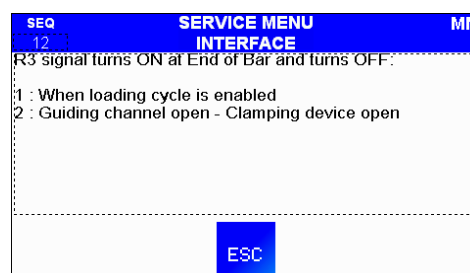 SEQ
SERVICE MENU
12
INTERFACE
R3 signal turns ON at End of Bar and turns OFF:
1 : When loading cycle is enabled
2 : Guiding channel open - Clamping device open
ESC